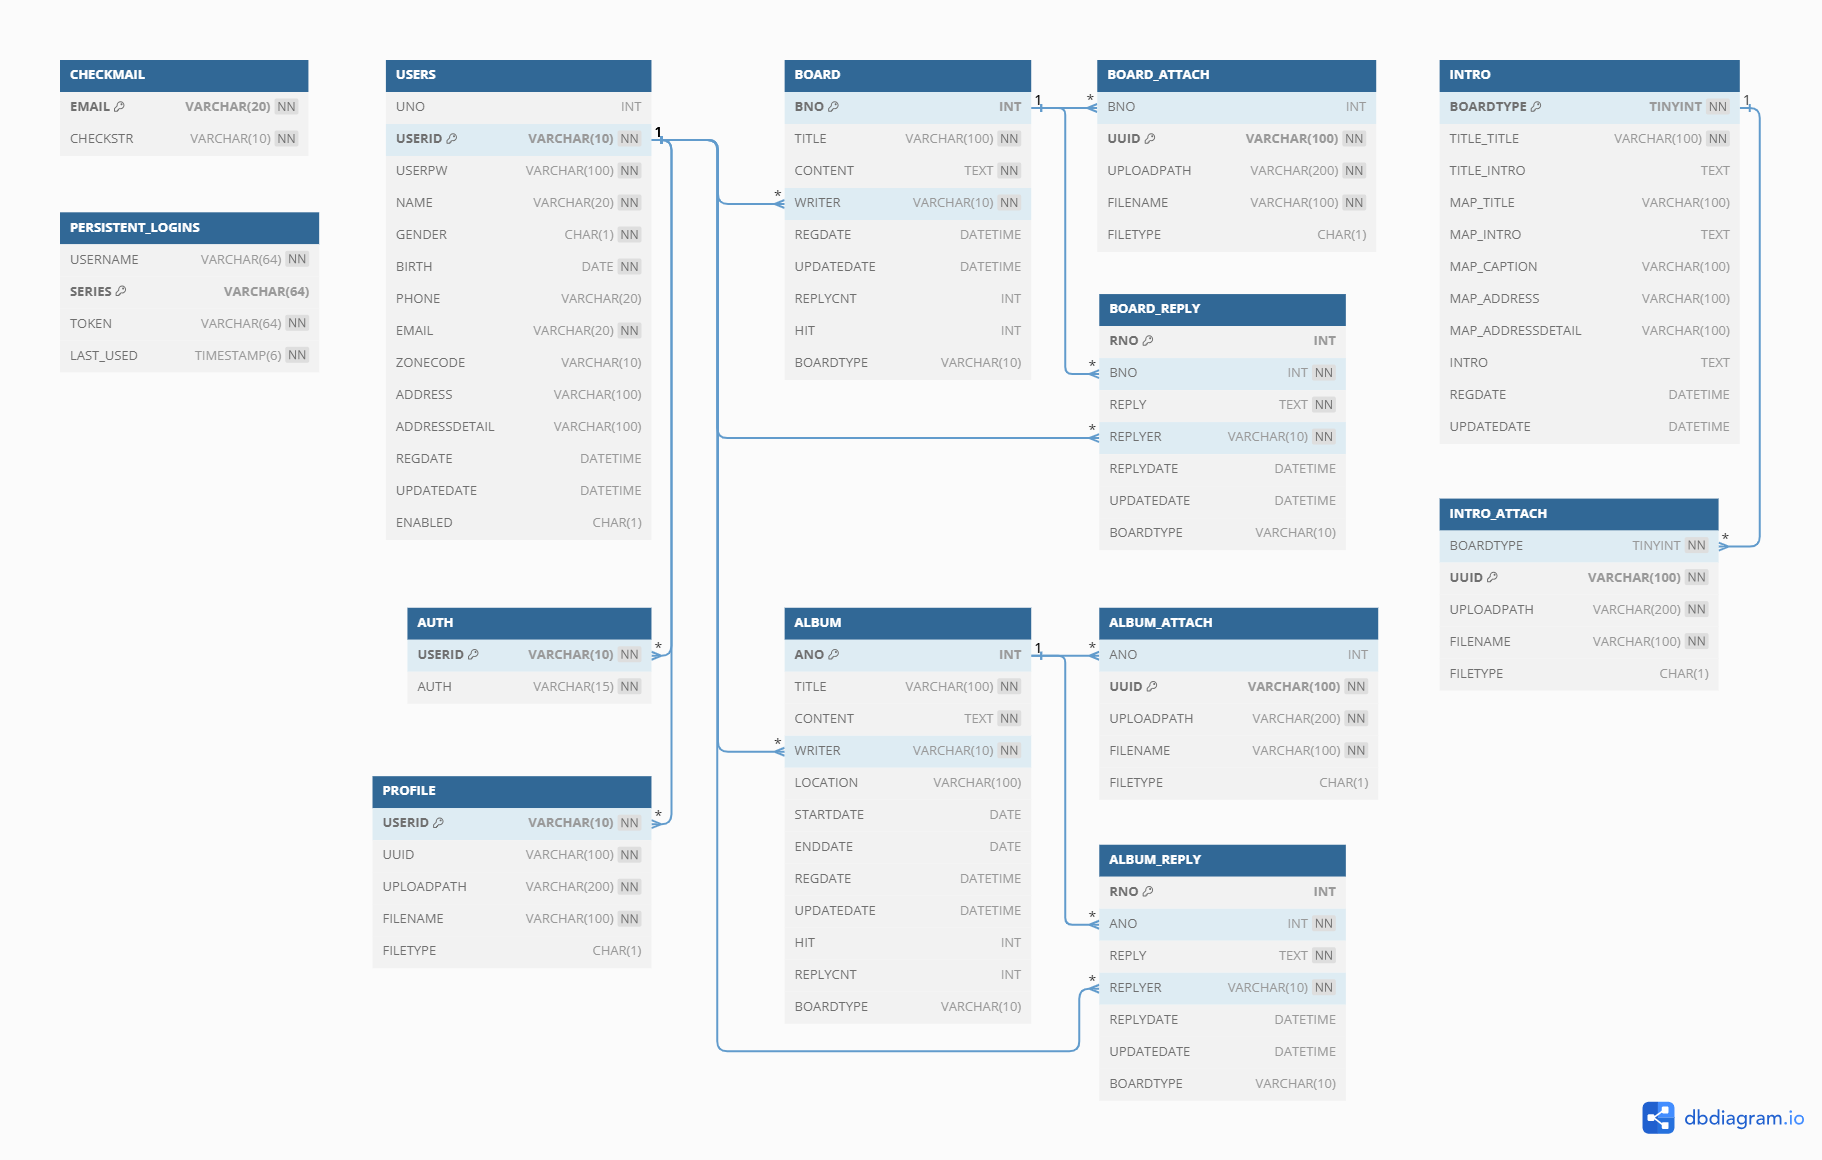 CHECKMAIL
EMAIL VARCHAR(20) NN
CHECKSTR VARCHAR(10) NN
PERSISTENT_LOGINS
USERNAME VARCHAR(64) NN
SERIES VARCHAR(64)
TOKEN VARCHAR(64) NN
LAST_USED TIMESTAMP(6) NN
USERS
UNO INT
USERID VARCHAR(10) NN
USERPW VARCHAR(100) NN
NAME VARCHAR(20) NN
GENDER CHAR(1) NN
BIRTH DATE NN
PHONE VARCHAR(20)
EMAIL VARCHAR(20) NN
ZONECODE VARCHAR(10)
ADDRESS VARCHAR(100)
ADDRESSDETAIL VARCHAR(100)
REGDATE DATETIME
UPDATEDATE DATETIME
ENABLED CHAR(1)
1
AUTH
USERID VARCHAR(10) NN
AUTH VARCHAR(15) NN
*
PROFILE
USERID VARCHAR(10) NN
UUID VARCHAR(100) NN
UPLOADPATH VARCHAR(200) NN
FILENAME VARCHAR(100) NN
FILETYPE CHAR(1)
*
BOARD
BNO INT
TITLE VARCHAR(100) NN
CONTENT TEXT NN
WRITER VARCHAR(10) NN
REGDATE DATETIME
UPDATEDATE DATETIME
REPLYCNT INT
HIT INT
BOARDTYPE VARCHAR(10)
*
1
ALBUM
ANO INT
TITLE VARCHAR(100) NN
CONTENT TEXT NN
WRITER VARCHAR(10) NN
LOCATION VARCHAR(100)
STARTDATE DATE
ENDDATE DATE
REGDATE DATETIME
UPDATEDATE DATETIME
HIT INT
REPLYCNT INT
BOARDTYPE VARCHAR(10)
*
1
BOARD_ATTACH
BNO INT
UUID VARCHAR(100) NN
UPLOADPATH VARCHAR(200) NN
FILENAME VARCHAR(100) NN
FILETYPE CHAR(1)
*
BOARD_REPLY
RNO INT
BNO INT NN
REPLY TEXT NN
REPLYER VARCHAR(10) NN
REPLYDATE DATETIME
UPDATEDATE DATETIME
BOARDTYPE VARCHAR(10)
*
*
ALBUM_ATTACH
ANO INT
UUID VARCHAR(100) NN
UPLOADPATH VARCHAR(200) NN
FILENAME VARCHAR(100) NN
FILETYPE CHAR(1)
*
ALBUM_REPLY
RNO INT
ANO INT NN
REPLY TEXT NN
REPLYER VARCHAR(10) NN
REPLYDATE DATETIME
UPDATEDATE DATETIME
BOARDTYPE VARCHAR(10)
*
*
INTRO
BOARDTYPE TINYINT NN
TITLE_TITLE VARCHAR(100) NN
TITLE_INTRO TEXT
MAP_TITLE VARCHAR(100)
MAP_INTRO TEXT
MAP_CAPTION VARCHAR(100)
MAP_ADDRESS VARCHAR(100)
MAP_ADDRESSDETAIL VARCHAR(100)
INTRO TEXT
REGDATE DATETIME
UPDATEDATE DATETIME
1
INTRO_ATTACH
BOARDTYPE TINYINT NN
UUID VARCHAR(100) NN
UPLOADPATH VARCHAR(200) NN
FILENAME VARCHAR(100) NN
FILETYPE CHAR(1)
*
dbdiagram.io